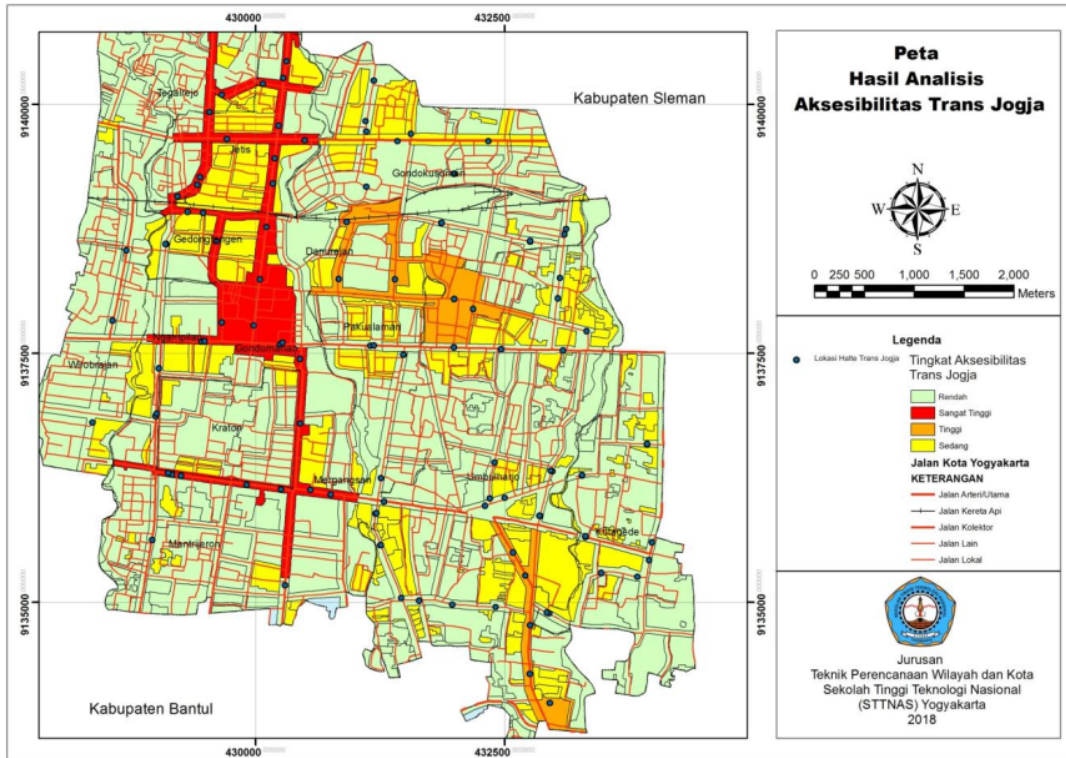 430000
432500
9140000
9140000
Kabupaten Sleman
Tegalrejo
Jetis
Gondokusuman
Gedongtengen
Danurejan
Pakualaman
Gondomanan
9137500
9137500
Wirobrajan
Kraton
Mergangsan
Umbulharjo
Kotagede
Mantrijeron
9135000
9135000
Kabupaten Bantul
430000
432500
Peta
Hasil Analisis
Aksesibilitas Trans Jogja
N
W
E
S
0 250 500 1,000 1,500 2,000
Meters
Legenda
Lokasi Halte Trans Jogja
Tingkat Aksesibilitas
Trans Jogja
Rendah
Sangat Tinggi
Tinggi
Sedang
Jalan Kota Yogyakarta
KETERANGAN
Jalan Arteri/Utama
Jalan Kereta Api
Jalan Kolektor
Jalan Lain
Jalan Lokal
Jurusan
Teknik Perencanaan Wilayah dan Kota
Sekolah Tinggi Teknologi Nasional
(STTNAS) Yogyakarta
2018